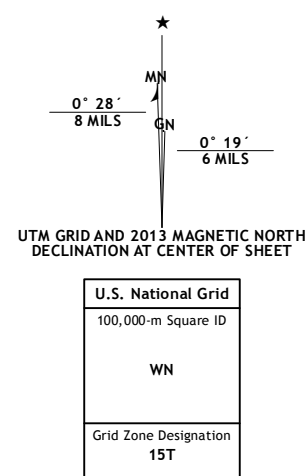 MN
0° 28´
8 MILS
GN
0° 19´
6 MILS
UTM GRID AND 2013 MAGNETIC NORTH
DECLINATION AT CENTER OF SHEET
U.S. National Grid
100,000-m Square ID
WN
Grid Zone Designation
15T